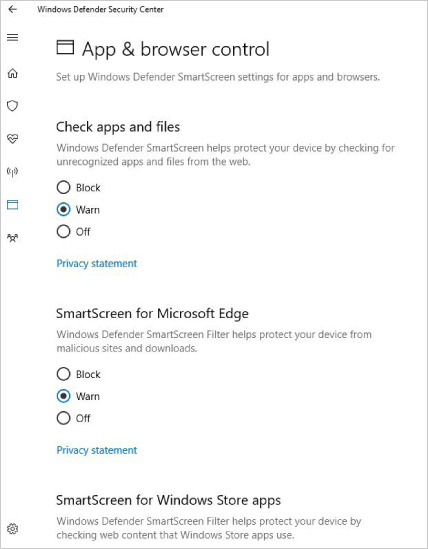 Windows Defender Security Center
App & browser control
Set up Windows Defender SmartScreen settings for apps and browsers.
Check apps and files
Windows Defender SmartScreen helps protect your device by checking for
unrecognized apps and files from the web.
Block
Warn
Off
Privacy statement
SmartScreen for Microsoft Edge
Windows Defender SmartScreen Filter helps protect your device from
malicious sites and downloads.
Block
Warn
Off
Privacy statement
SmartScreen for Windows Store apps
Windows Defender SmartScreen Filter helps protect your device by
checking web content that Windows Store apps use.